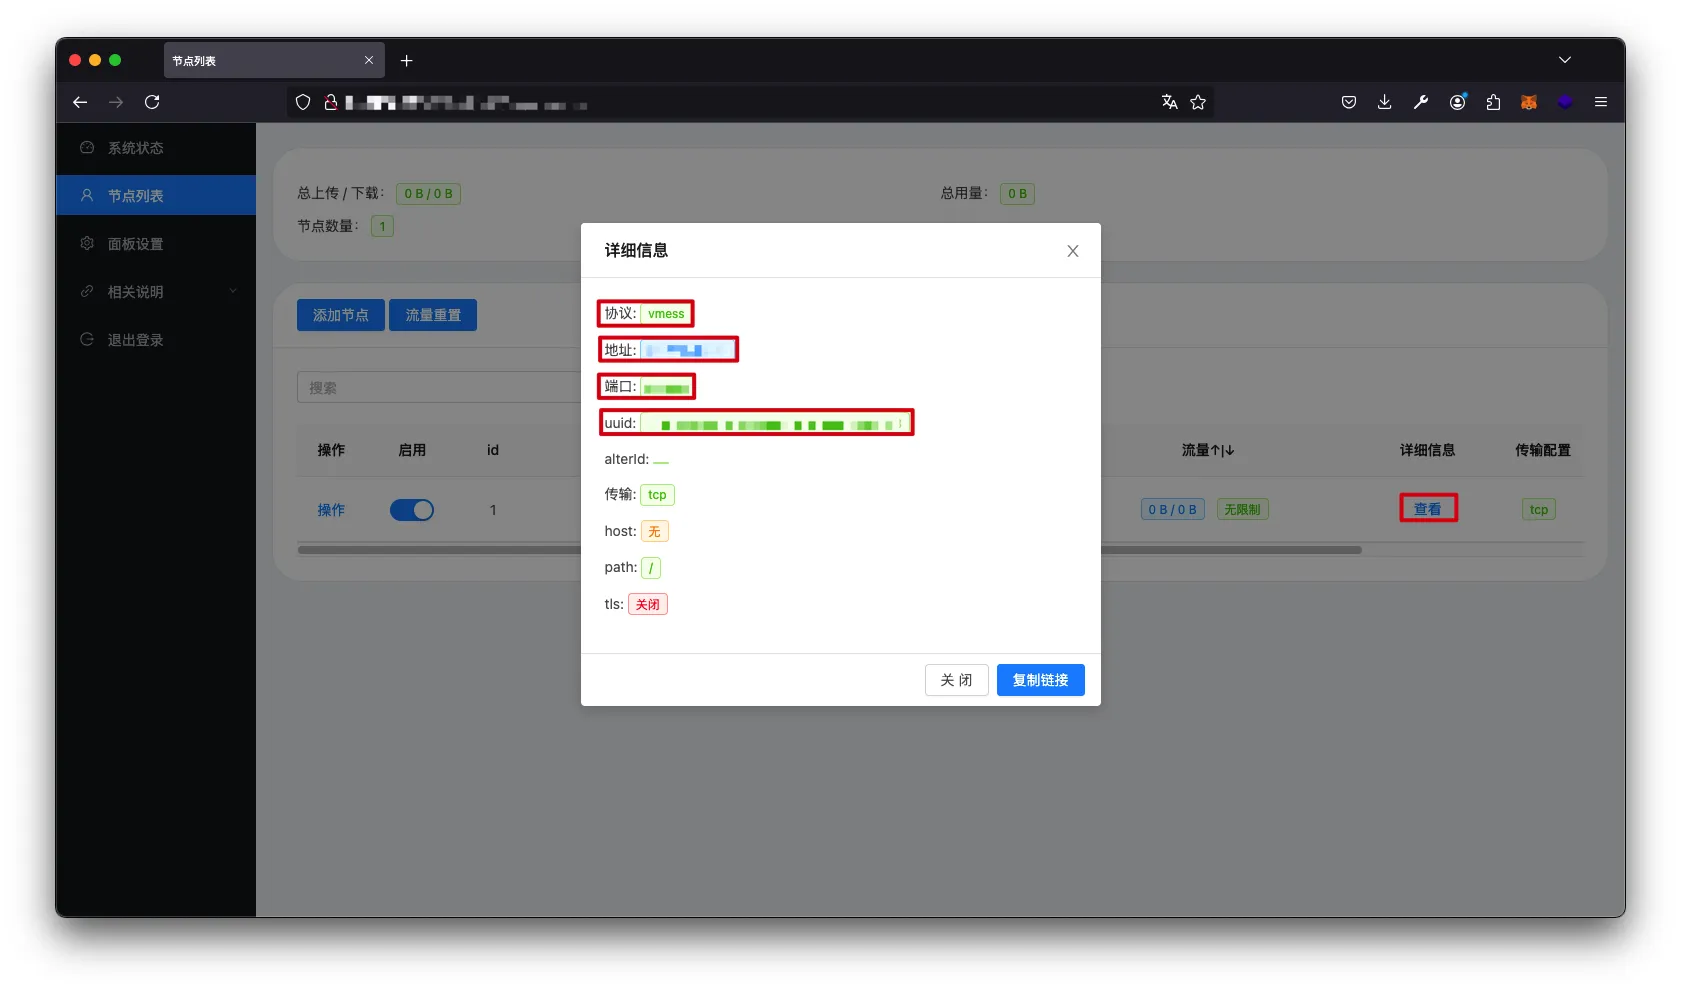 节点列表
系统状态
节点列表
面板设置
相关说明
退出登录
总上传 / 下载: 0 B / 0 B
总用量: 0 B
节点数量: 1
添加节点 流量重置
搜索
操作 启用 id 流量↑|↓ 详细信息 传输配置
操作 1 0 B / 0 B 无限制 查看 tcp
详细信息
协议: vmess
地址:
端口:
uuid:
alterId:
传输: tcp
host: 无
path: /
tls: 关闭
关 闭 复制链接